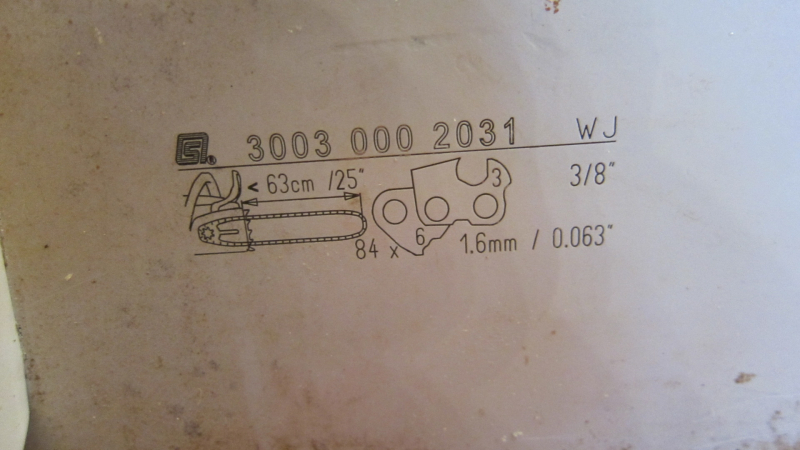 3003 000 2031 WJ
< 63cm /25" 3 3/8"
84 x 6 1.6mm / 0.063"